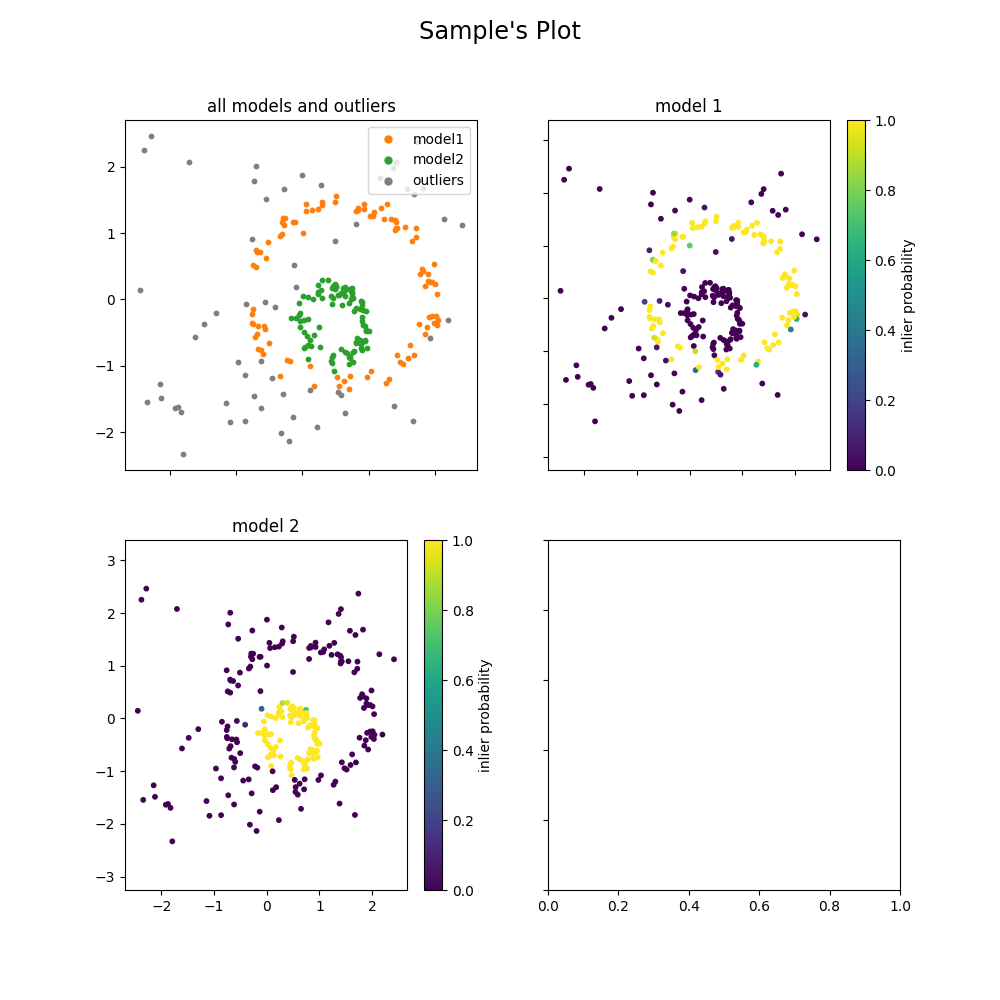 Sample's Plot
all models and outliers
model1
model2
outliers
2
1
0
−1
−2
model 1
1.0
0.8
0.6
0.4
0.2
0.0
inlier probability
model 2
3
2
1
0
−1
−2
−3
−2 −1 0 1 2
1.0
0.8
0.6
0.4
0.2
0.0
inlier probability
0.0 0.2 0.4 0.6 0.8 1.0